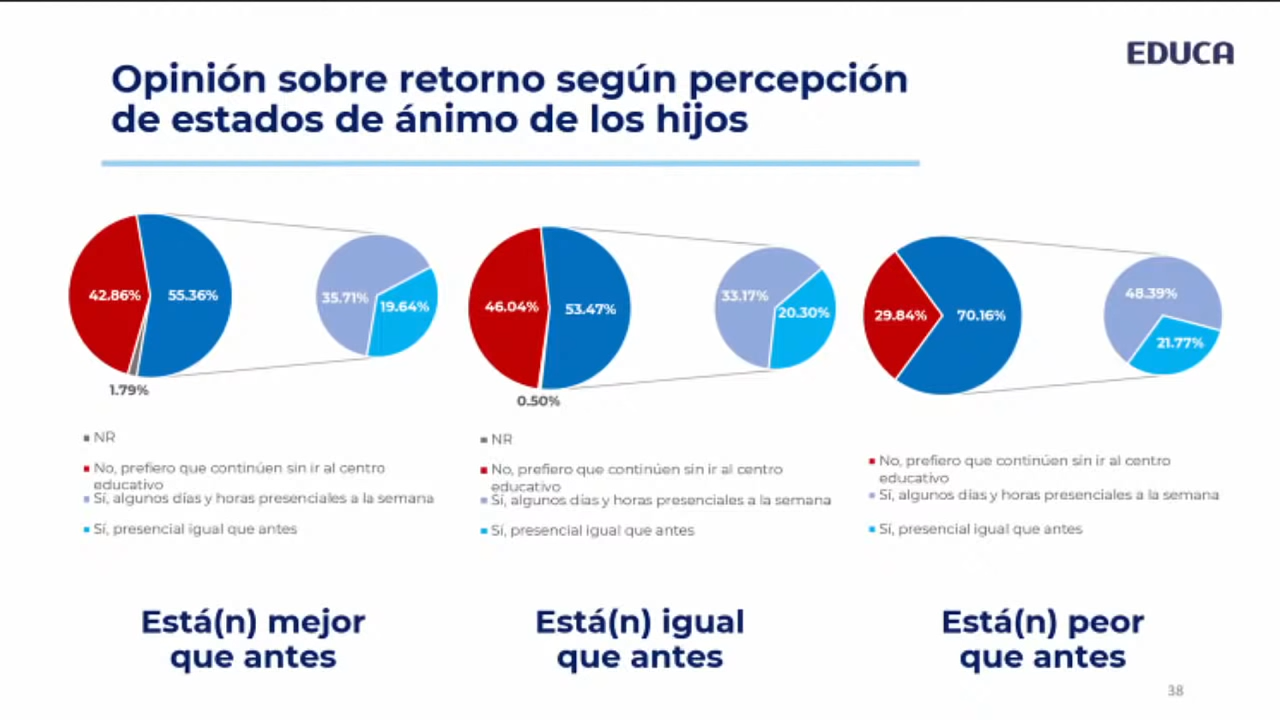 EDUCA
Opinión sobre retorno según percepción
de estados de ánimo de los hijos
42.86%
55.36%
35.71%
19.64%
1.79%
NR
No, prefiero que continúen sin ir al centro
educativo
Sí, algunos días y horas presenciales a la semana
Sí, presencial igual que antes
Está(n) mejor
que antes
46.04%
53.47%
33.17%
20.30%
0.50%
NR
No, prefiero que continúen sin ir al centro
educativo
Sí, algunos días y horas presenciales a la semana
Sí, presencial igual que antes
Está(n) igual
que antes
29.84%
70.16%
48.39%
21.77%
No, prefiero que continúen sin ir al centro
educativo
Sí, algunos días y horas presenciales a la semana
Sí, presencial igual que antes
Está(n) peor
que antes
38